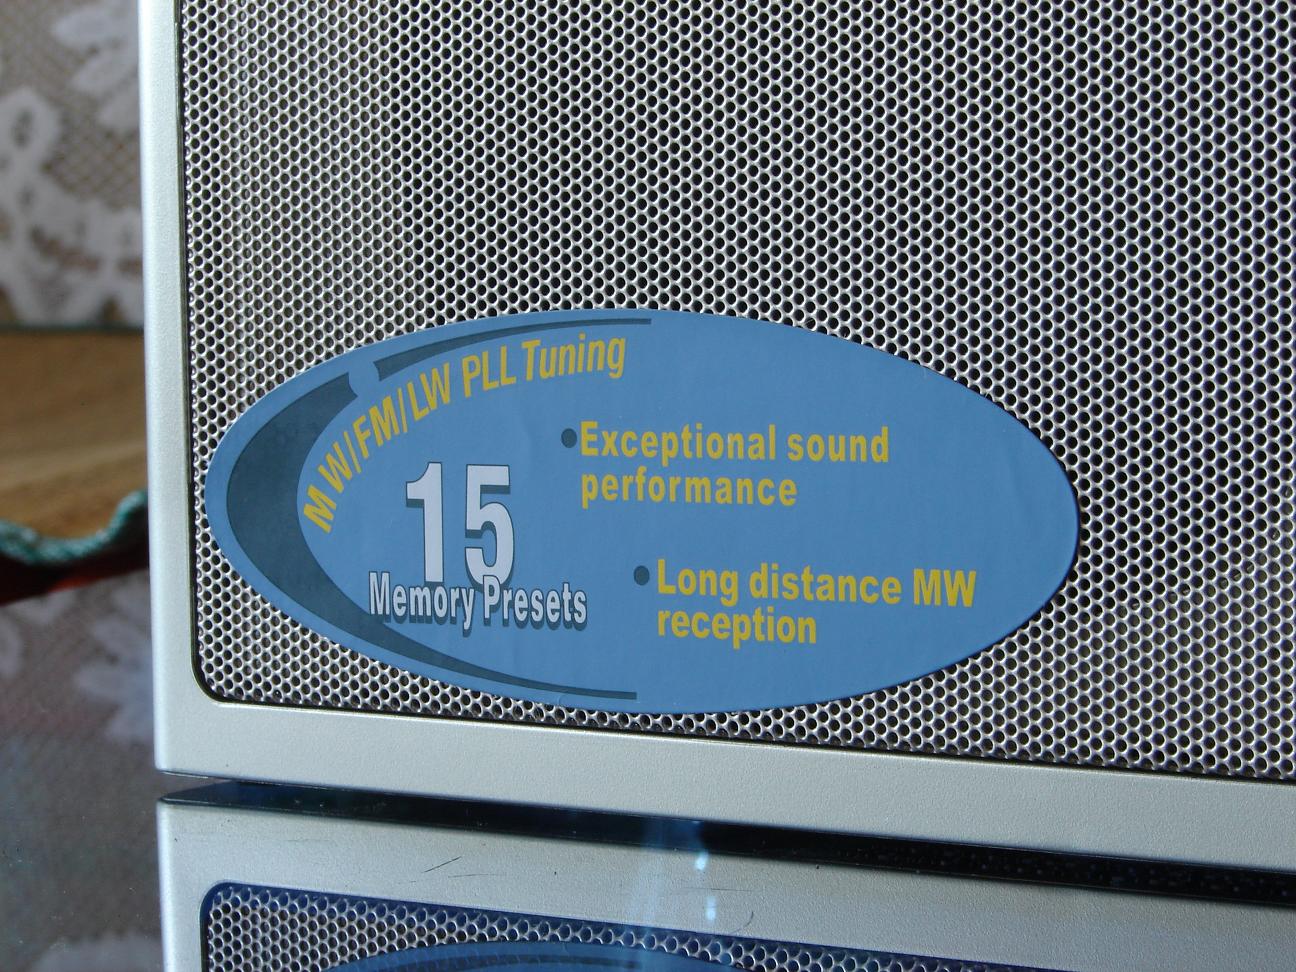 MW/FM/LW PLL Tuning
15
Memory Presets
•Exceptional sound
performance
•Long distance MW
reception